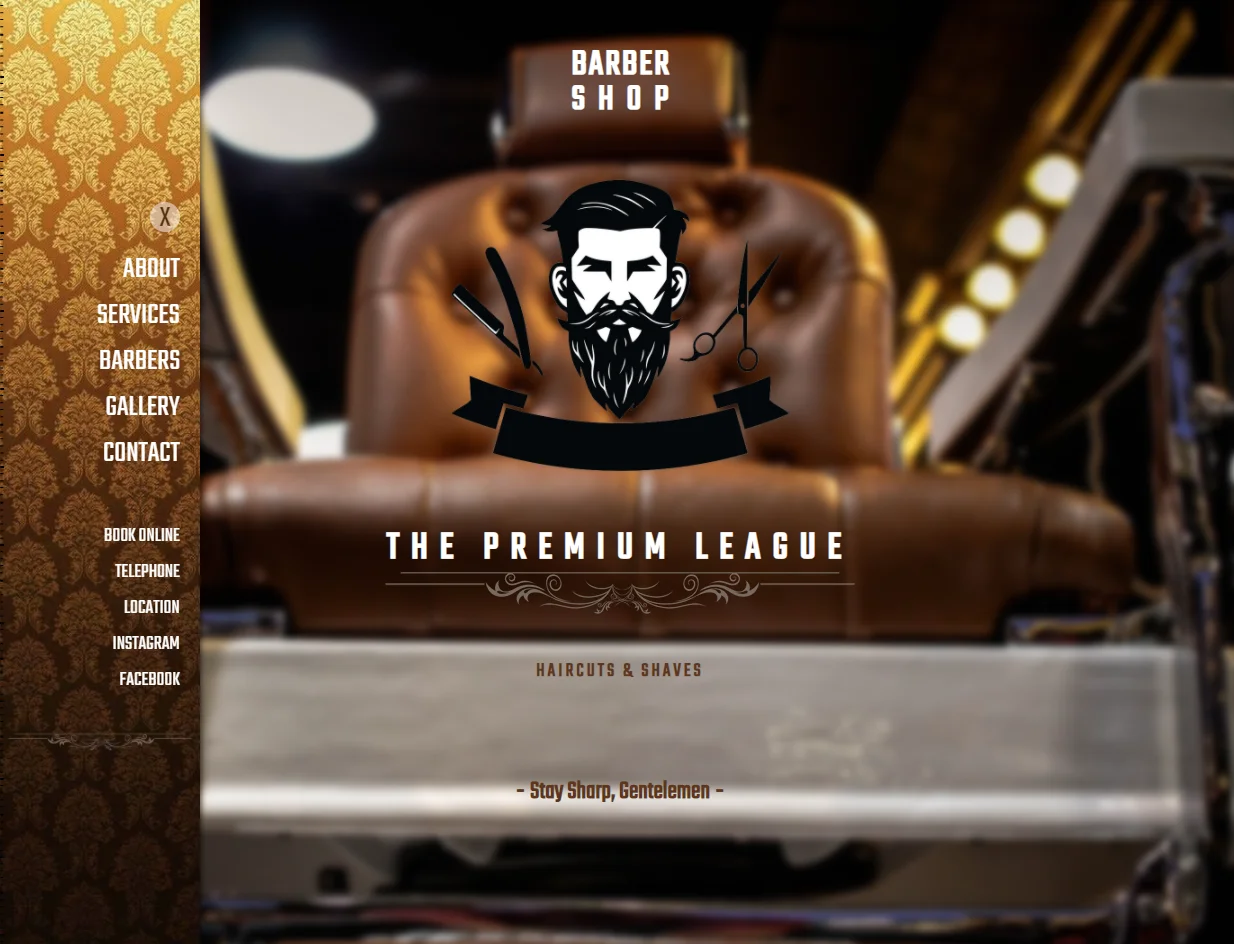 BARBER
SHOP
X
ABOUT
SERVICES
BARBERS
GALLERY
CONTACT
BOOK ONLINE
TELEPHONE
LOCATION
INSTAGRAM
FACEBOOK
THE PREMIUM LEAGUE
HAIRCUTS & SHAVES
- Stay Sharp, Gentelemen -